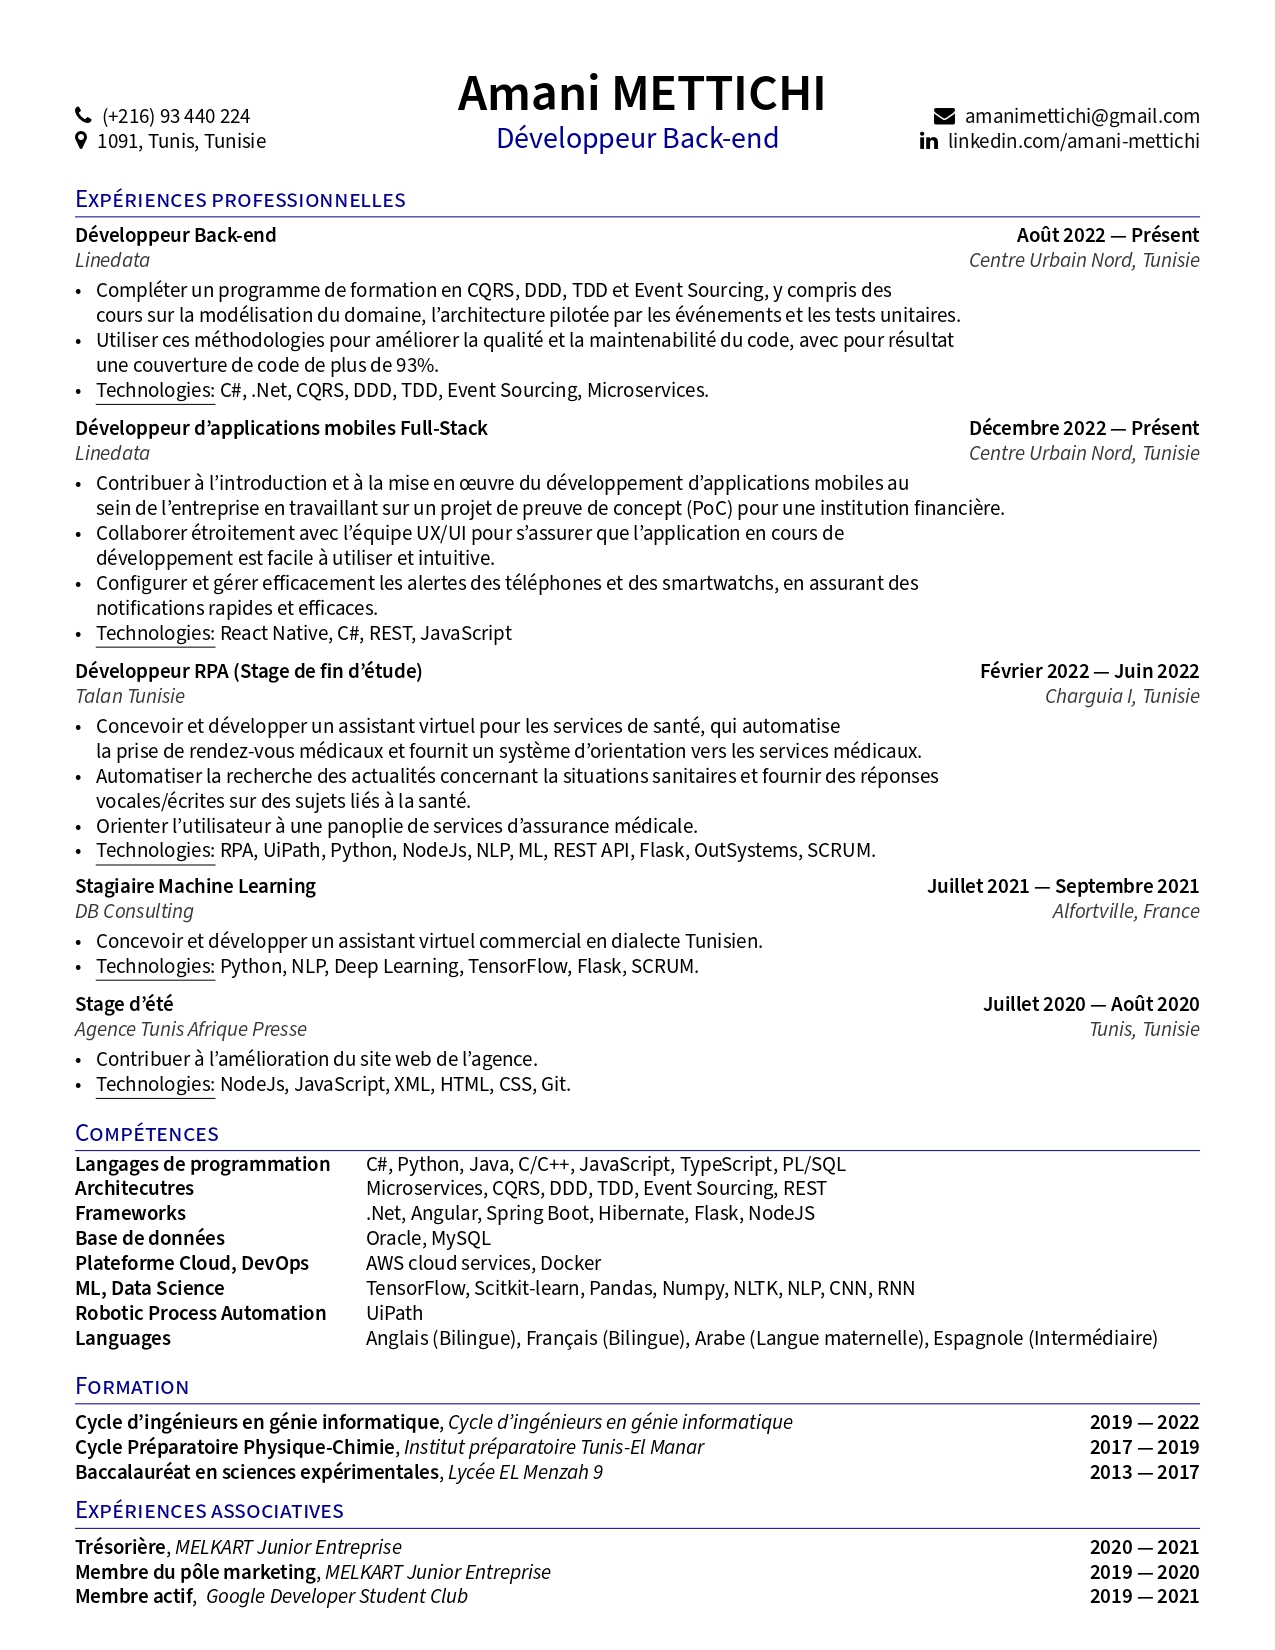 Amani METTICHI
Développeur Back-end
(+216) 93 440 224
1091, Tunis, Tunisie
amanimettichi@gmail.com
linkedin.com/amani-mettichi
EXPÉRIENCES PROFESSIONNELLES
Développeur Back-end Août 2022 — Présent
Linedata Centre Urbain Nord, Tunisie
• Compléter un programme de formation en CQRS, DDD, TDD et Event Sourcing, y compris des
cours sur la modélisation du domaine, l’architecture pilotée par les événements et les tests unitaires.
• Utiliser ces méthodologies pour améliorer la qualité et la maintenabilité du code, avec pour résultat
une couverture de code de plus de 93%.
• Technologies: C#, .Net, CQRS, DDD, TDD, Event Sourcing, Microservices.
Développeur d’applications mobiles Full-Stack Décembre 2022 — Présent
Linedata Centre Urbain Nord, Tunisie
• Contribuer à l’introduction et à la mise en œuvre du développement d’applications mobiles au
sein de l’entreprise en travaillant sur un projet de preuve de concept (PoC) pour une institution financière.
• Collaborer étroitement avec l’équipe UX/UI pour s’assurer que l’application en cours de
développement est facile à utiliser et intuitive.
• Configurer et gérer efficacement les alertes des téléphones et des smartwatchs, en assurant des
notifications rapides et efficaces.
• Technologies: React Native, C#, REST, JavaScript
Développeur RPA (Stage de fin d’étude) Février 2022 — Juin 2022
Talan Tunisie Charguia I, Tunisie
• Concevoir et développer un assistant virtuel pour les services de santé, qui automatise
la prise de rendez-vous médicaux et fournit un système d’orientation vers les services médicaux.
• Automatiser la recherche des actualités concernant la situations sanitaires et fournir des réponses
vocales/écrites sur des sujets liés à la santé.
• Orienter l’utilisateur à une panoplie de services d’assurance médicale.
• Technologies: RPA, UiPath, Python, NodeJs, NLP, ML, REST API, Flask, OutSystems, SCRUM.
Stagiaire Machine Learning Juillet 2021 — Septembre 2021
DB Consulting Alfortville, France
• Concevoir et développer un assistant virtuel commercial en dialecte Tunisien.
• Technologies: Python, NLP, Deep Learning, TensorFlow, Flask, SCRUM.
Stage d’été Juillet 2020 — Août 2020
Agence Tunis Afrique Presse Tunis, Tunisie
• Contribuer à l’amélioration du site web de l’agence.
• Technologies: NodeJs, JavaScript, XML, HTML, CSS, Git.
COMPÉTENCES
Langages de programmation C#, Python, Java, C/C++, JavaScript, TypeScript, PL/SQL
Architecutres Microservices, CQRS, DDD, TDD, Event Sourcing, REST
Frameworks .Net, Angular, Spring Boot, Hibernate, Flask, NodeJS
Base de données Oracle, MySQL
Plateforme Cloud, DevOps AWS cloud services, Docker
ML, Data Science TensorFlow, Scitkit-learn, Pandas, Numpy, NLTK, NLP, CNN, RNN
Robotic Process Automation UiPath
Languages Anglais (Bilingue), Français (Bilingue), Arabe (Langue maternelle), Espagnole (Intermédiaire)
FORMATION
Cycle d’ingénieurs en génie informatique, Cycle d’ingénieurs en génie informatique 2019 — 2022
Cycle Préparatoire Physique-Chimie, Institut préparatoire Tunis-El Manar 2017 — 2019
Baccalauréat en sciences expérimentales, Lycée EL Menzah 9 2013 — 2017
EXPÉRIENCES ASSOCIATIVES
Trésorière, MELKART Junior Entreprise 2020 — 2021
Membre du pôle marketing, MELKART Junior Entreprise 2019 — 2020
Membre actif, Google Developer Student Club 2019 — 2021